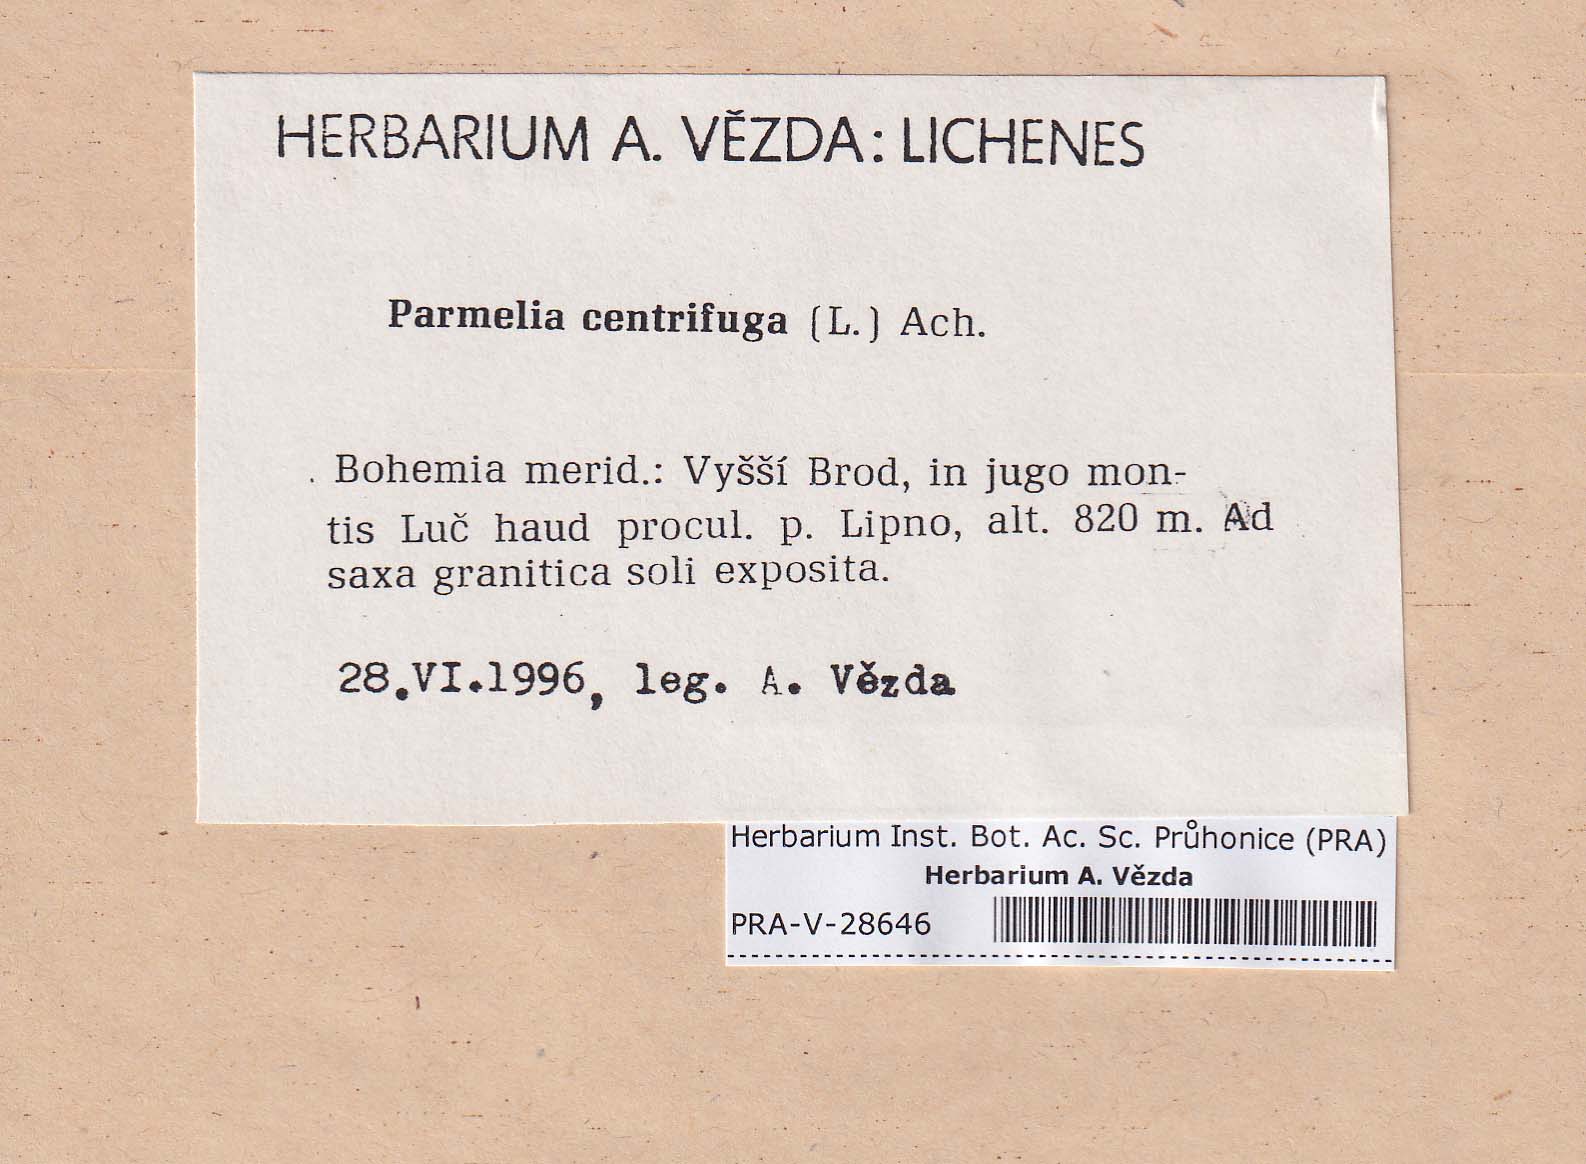 HERBARIUM A. VĚZDA: LICHENES
Parmelia centrifuga (L.) Ach.
Bohemia merid.: Vyšší Brod, in jugo mon-
tis Luč haud procul. p. Lipno, alt. 820 m. Ad
saxa granitica soli exposita.
28.VI.1996, leg. A. Vězda
Herbarium Inst. Bot. Ac. Sc. Průhonice (PRA)
Herbarium A. Vězda
PRA-V-28646